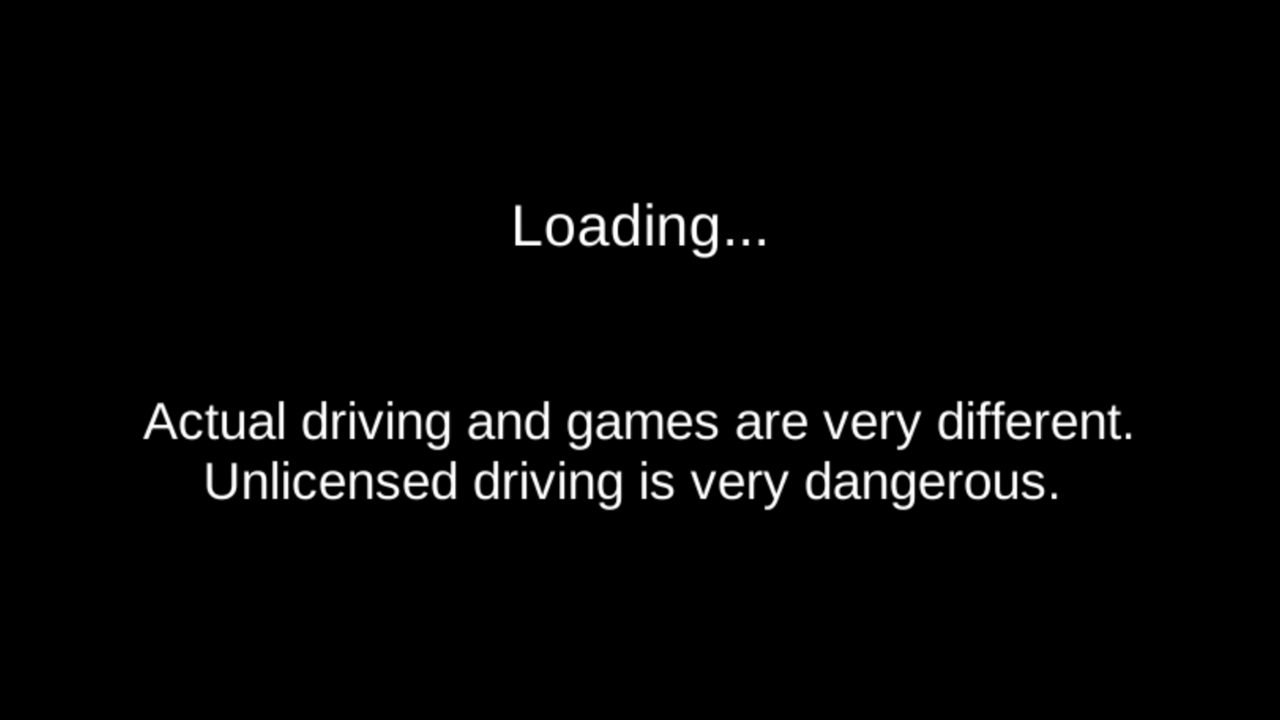 Loading...
Actual driving and games are very different.
Unlicensed driving is very dangerous.